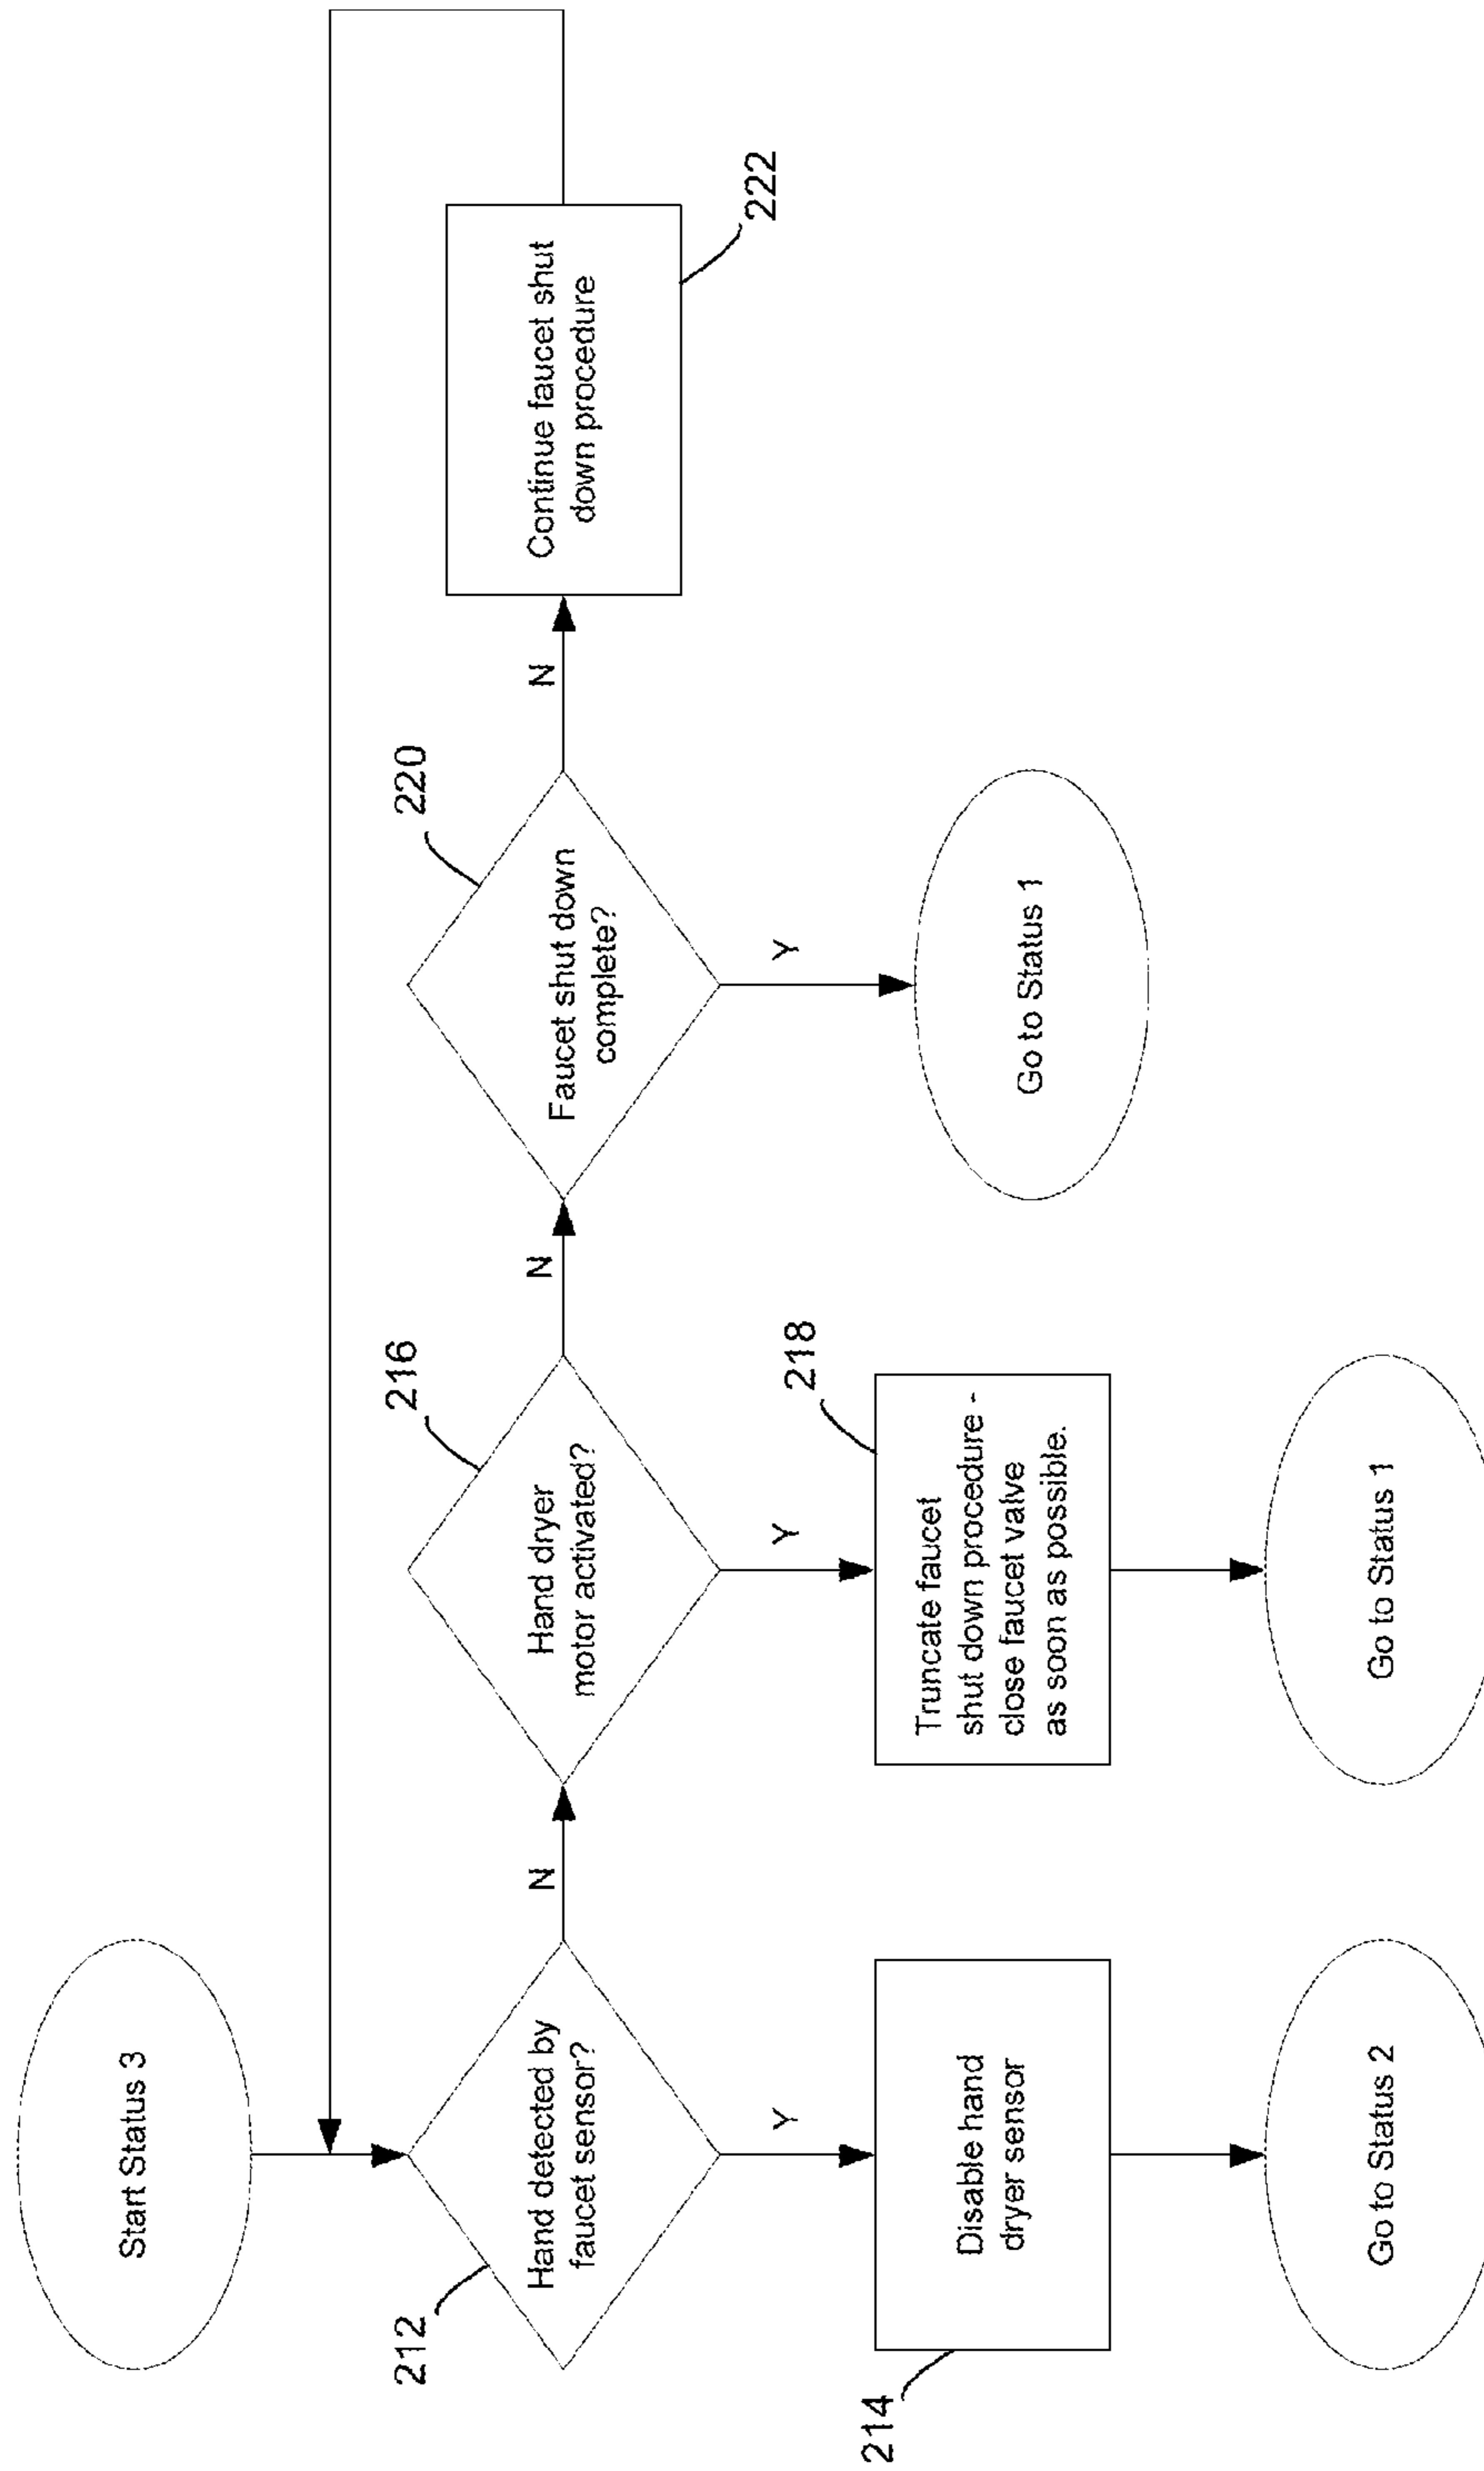 Start Status 3
212
Hand detected by
faucet sensor?
Y
N
214
Disable hand
dryer sensor
Go to Status 2
216
Hand dryer
motor activated?
Y
N
218
Truncate faucet
shut down procedure -
close faucet valve
as soon as possible.
Go to Status 1
220
Faucet shut down
complete?
Y
N
Go to Status 1
Continue faucet shut
down procedure
222